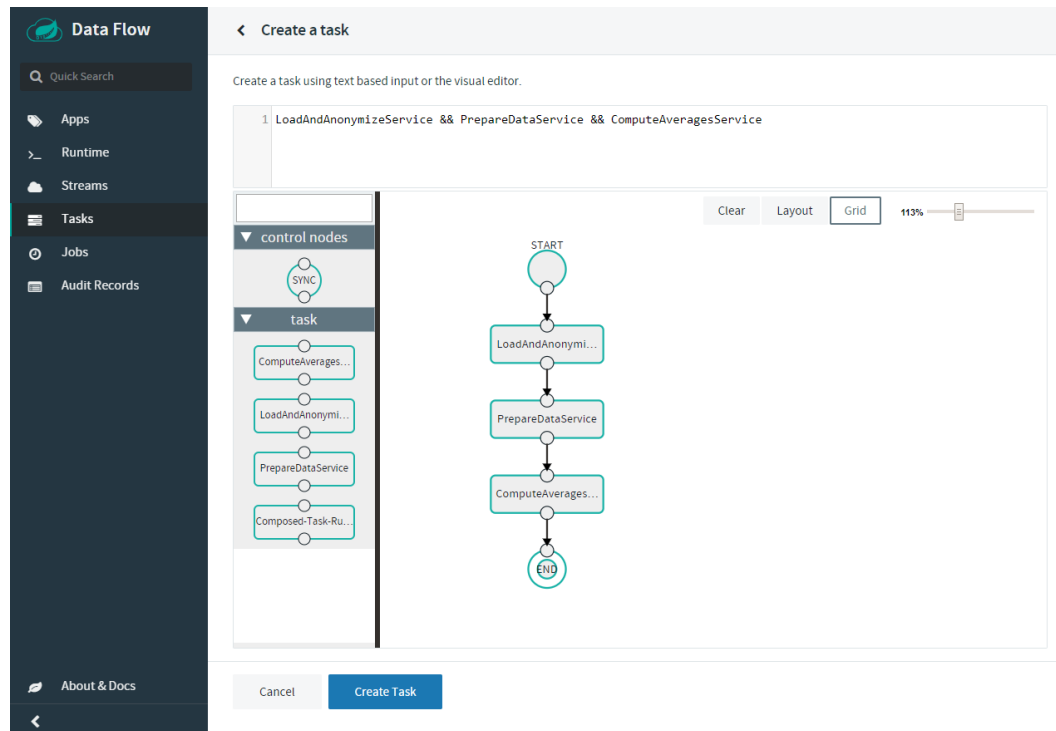 Data Flow
Quick Search
Apps
Runtime
Streams
Tasks
Jobs
Audit Records
About & Docs
Create a task
Create a task using text based input or the visual editor.
1 LoadAndAnonymizeService && PrepareDataService && ComputeAveragesService
Clear Layout Grid 113%
control nodes
SYNC
task
ComputeAverages...
LoadAndAnonymi...
PrepareDataService
Composed-Task-Ru...
START
LoadAndAnonymi...
PrepareDataService
ComputeAverages...
END
Cancel Create Task